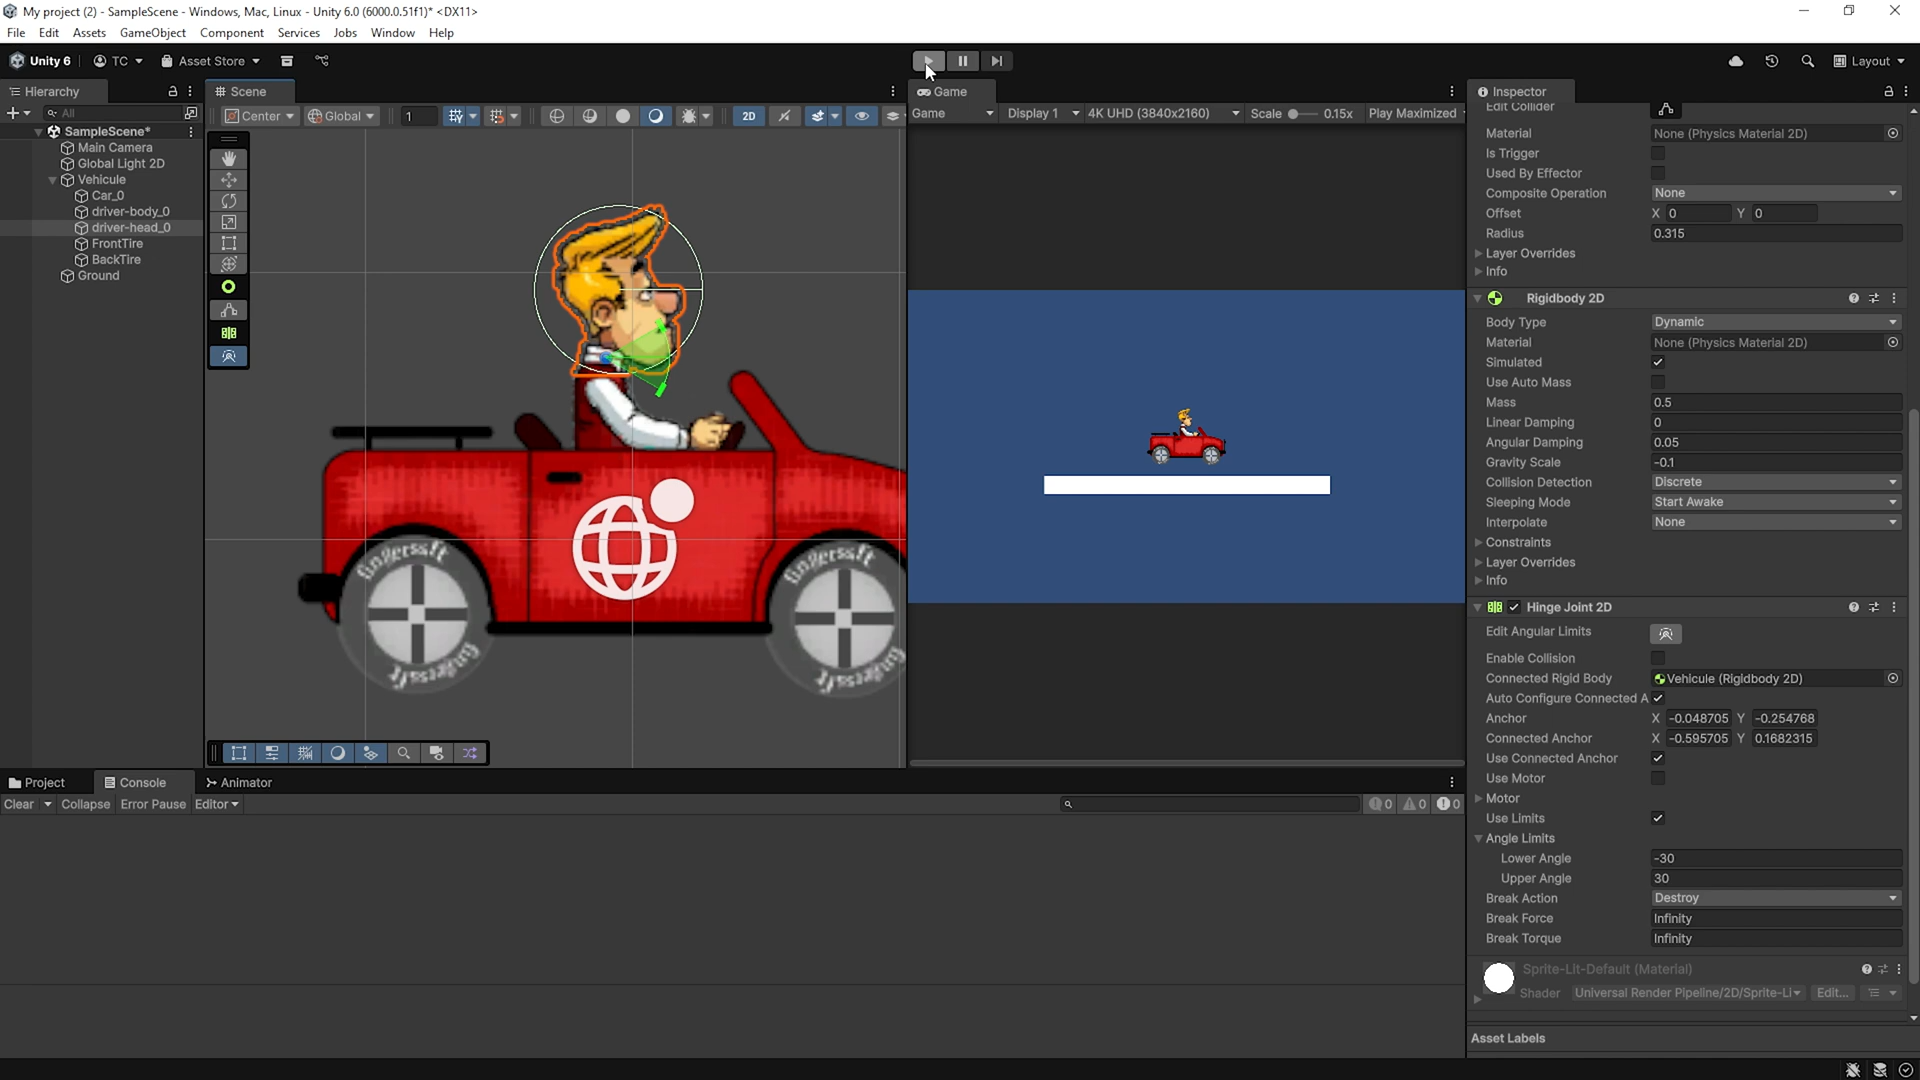 My project (2) - SampleScene - Windows, Mac, Linux - Unity 6.0 (6000.0.51f1)* <DX11>
File Edit Assets GameObject Component Services Jobs Window Help
Unity 6 TC Asset Store Layout
Hierarchy
All
SampleScene*
Main Camera
Global Light 2D
Vehicule
Car_0
driver-body_0
driver-head_0
FrontTire
BackTire
Ground
Scene
Center Global 1 2D
fingersoft
fingersoft
fingersoft
fingersoft
Game
Game Display 1 4K UHD (3840x2160) Scale 0.15x Play Maximized
Project Console Animator
Clear Collapse Error Pause Editor 0 0 0
Inspector
Edit Collider
Material None (Physics Material 2D)
Is Trigger
Used By Effector
Composite Operation None
Offset X 0 Y 0
Radius 0.315
Layer Overrides
Info
Rigidbody 2D
Body Type Dynamic
Material None (Physics Material 2D)
Simulated
Use Auto Mass
Mass 0.5
Linear Damping 0
Angular Damping 0.05
Gravity Scale -0.1
Collision Detection Discrete
Sleeping Mode Start Awake
Interpolate None
Constraints
Layer Overrides
Info
Hinge Joint 2D
Edit Angular Limits
Enable Collision
Connected Rigid Body Vehicule (Rigidbody 2D)
Auto Configure Connected A
Anchor X -0.048705 Y -0.254768
Connected Anchor X -0.595705 Y 0.1682315
Use Connected Anchor
Use Motor
Motor
Use Limits
Angle Limits
Lower Angle -30
Upper Angle 30
Break Action Destroy
Break Force Infinity
Break Torque Infinity
Sprite-Lit-Default (Material)
Shader Universal Render Pipeline/2D/Sprite-Li Edit...
Asset Labels